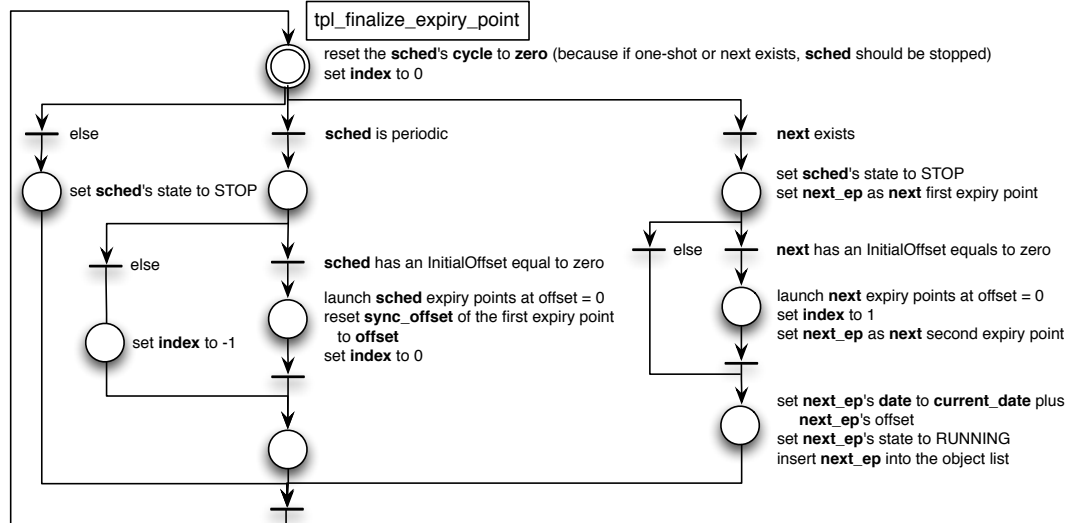 tpl_finalize_expiry_point
reset the sched's cycle to zero (because if one-shot or next exists, sched should be stopped)
set index to 0
else
sched is periodic
next exists
set sched's state to STOP
set sched's state to STOP
set next_ep as next first expiry point
else
sched has an InitialOffset equal to zero
else
next has an InitialOffset equals to zero
launch sched expiry points at offset = 0
reset sync_offset of the first expiry point
to offset
set index to 0
set index to -1
launch next expiry points at offset = 0
set index to 1
set next_ep as next second expiry point
set next_ep's date to current_date plus
next_ep's offset
set next_ep's state to RUNNING
insert next_ep into the object list